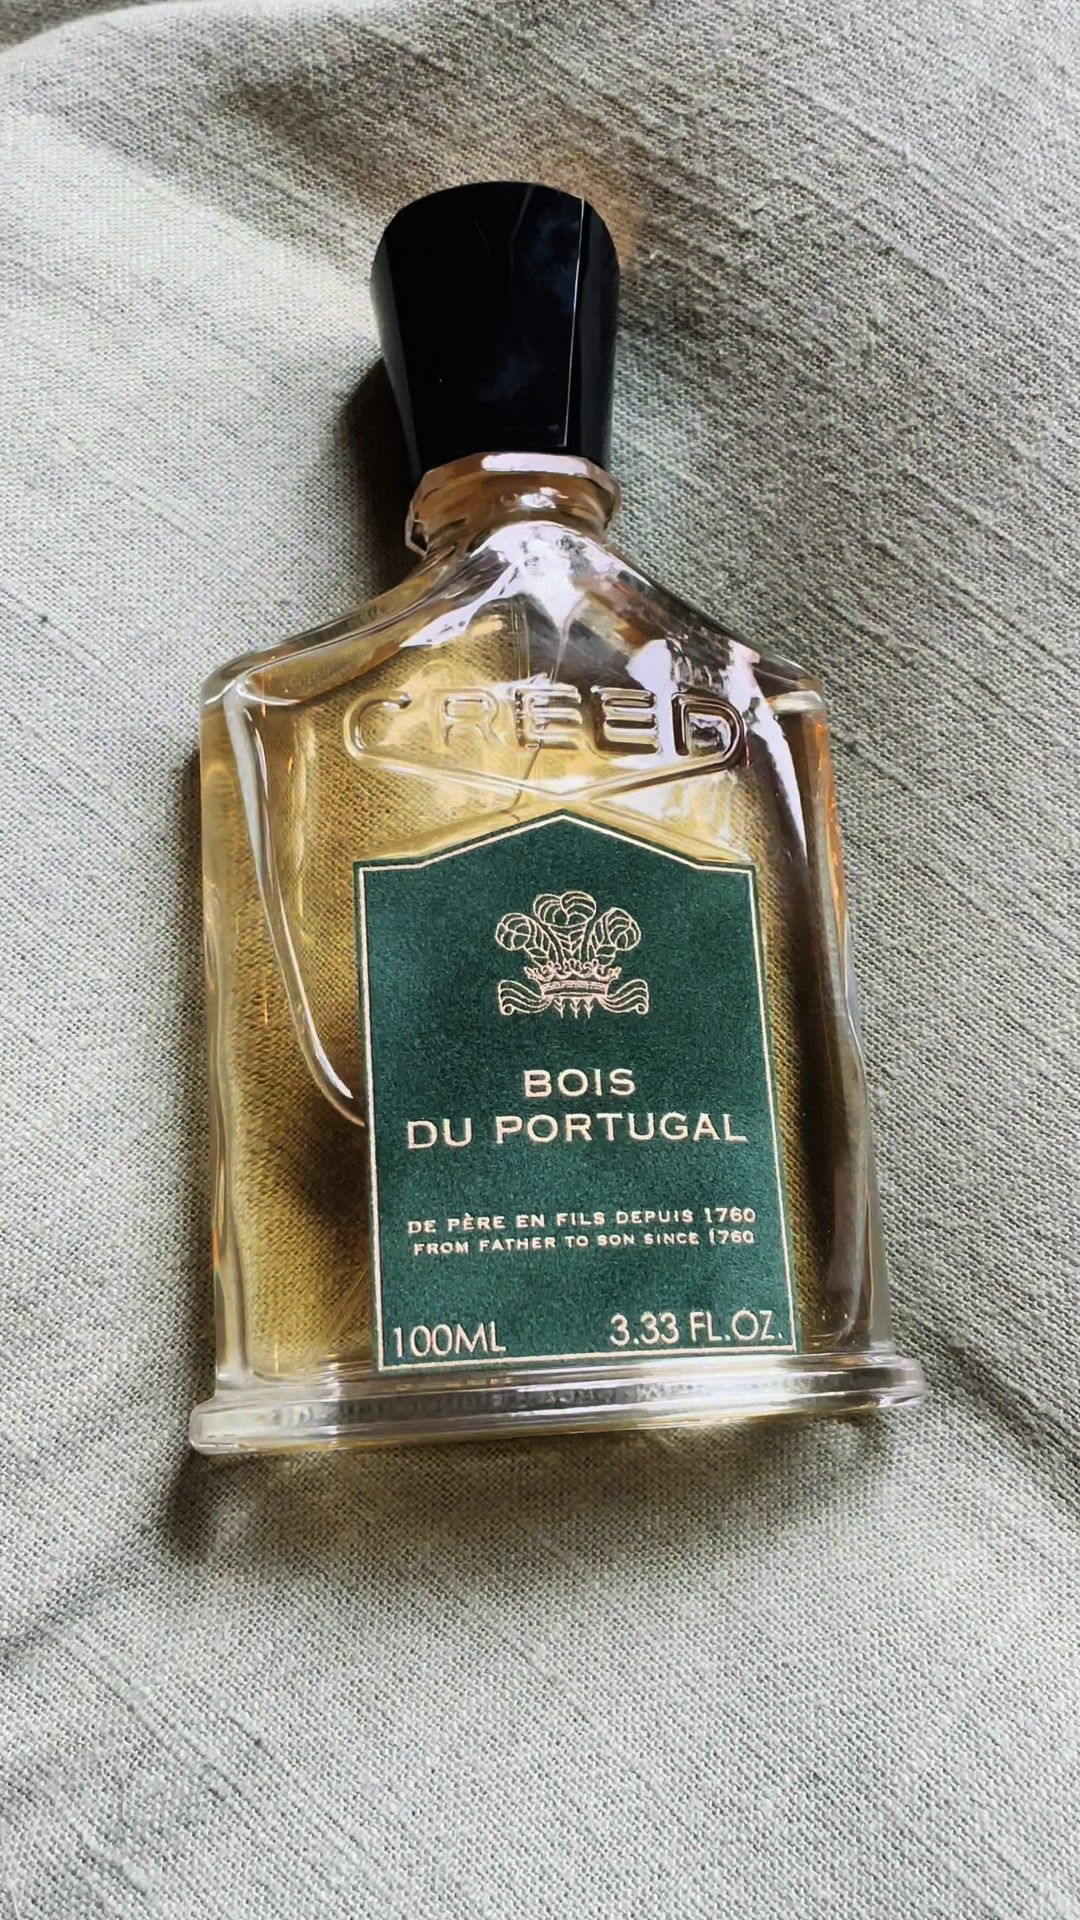 CREED
BOIS
DU PORTUGAL
DE PÈRE EN FILS DEPUIS 1760
FROM FATHER TO SON SINCE 1760
100ML 3.33 FL.OZ.